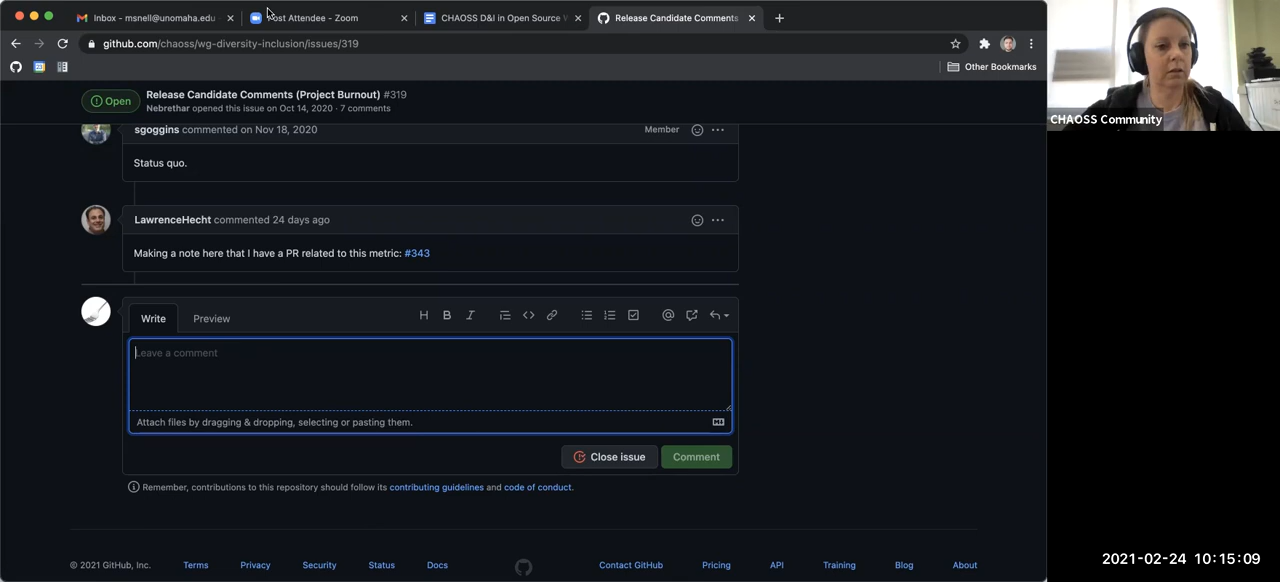 Inbox - msnell@unomaha.edu
ost Attendee - Zoom
CHAOSS D&I in Open Source W
Release Candidate Comments
github.com/chaoss/wg-diversity-inclusion/issues/319
Other Bookmarks
Open
Release Candidate Comments (Project Burnout) #319
Nebrethar opened this issue on Oct 14, 2020 · 7 comments
sgoggins commented on Nov 18, 2020
Member
Status quo.
LawrenceHecht commented 24 days ago
Making a note here that I have a PR related to this metric: #343
Write
Preview
H B I
Leave a comment
Attach files by dragging & dropping, selecting or pasting them.
Close issue
Comment
Remember, contributions to this repository should follow its contributing guidelines and code of conduct.
© 2021 GitHub, Inc.
Terms
Privacy
Security
Status
Docs
Contact GitHub
Pricing
API
Training
Blog
About
CHAOSS Community
2021-02-24 10:15:09